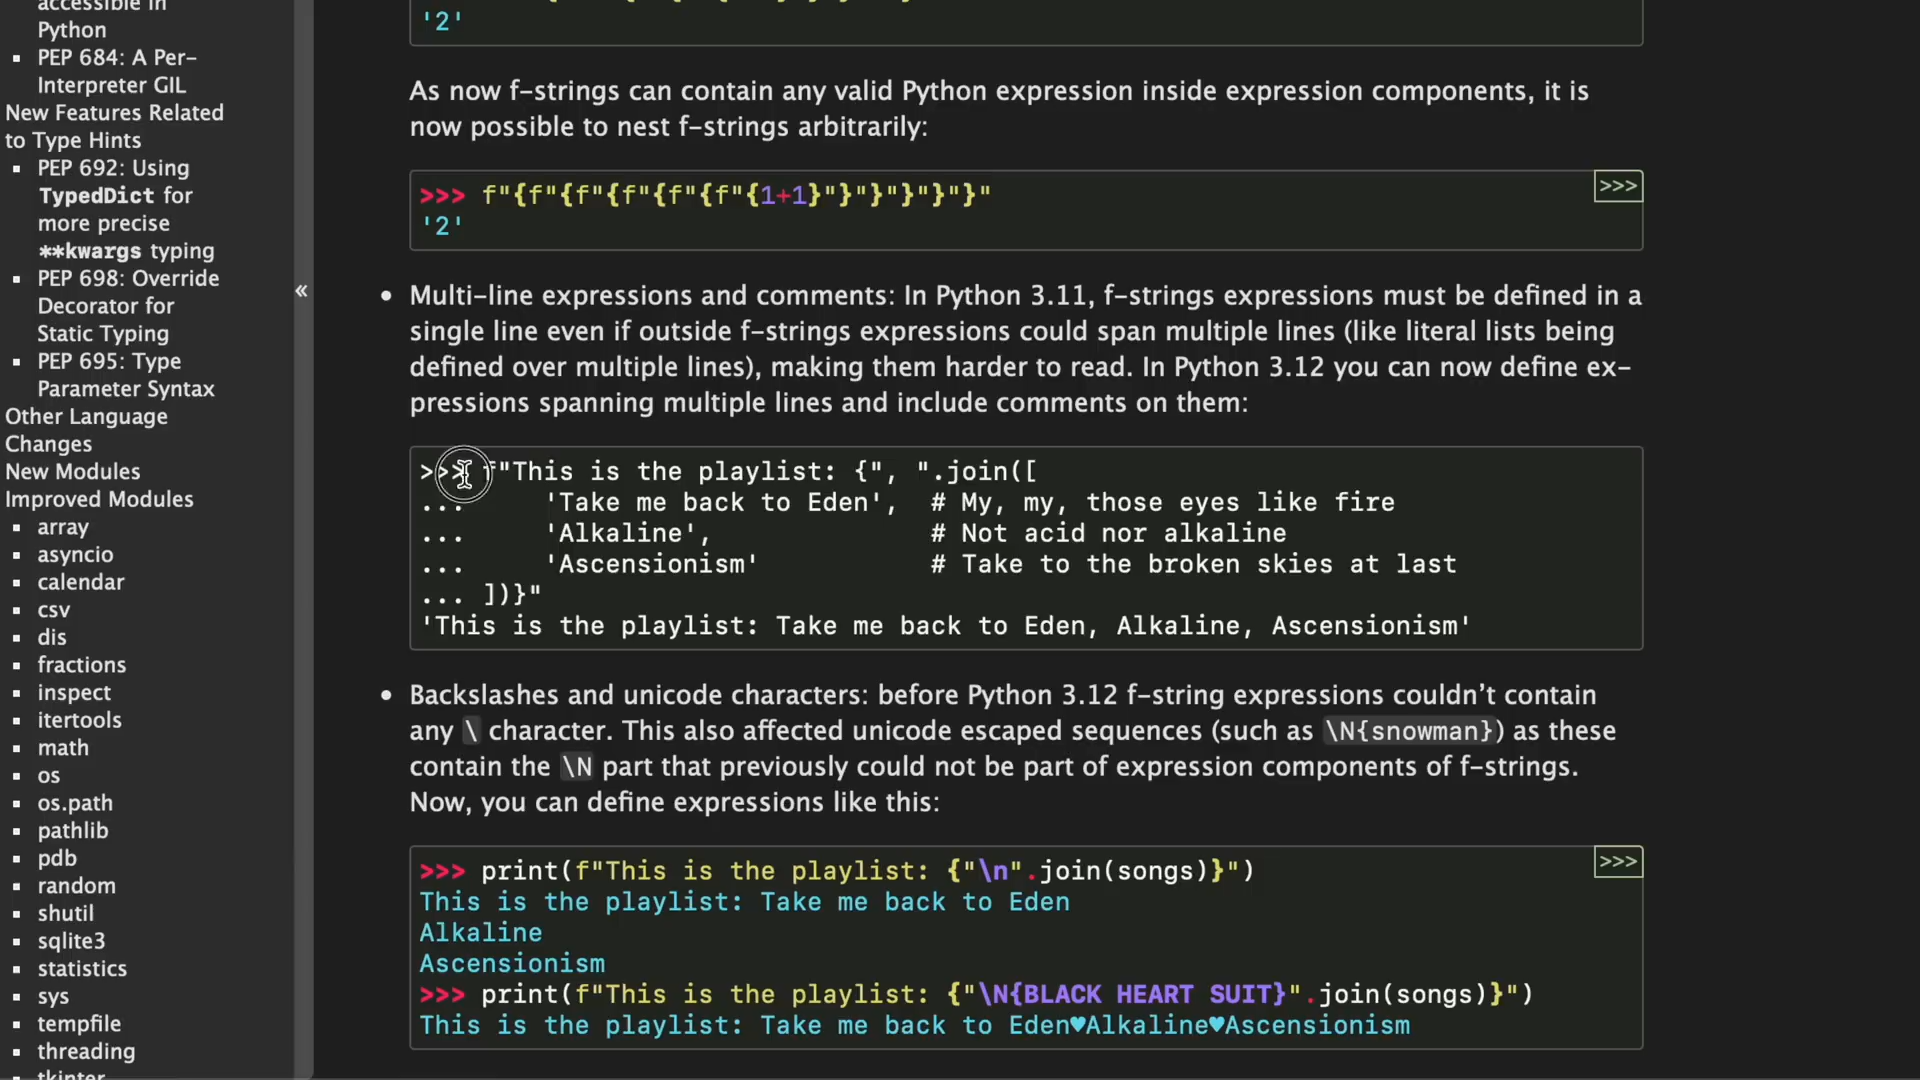 accessible in
Python
▪ PEP 684: A Per-
Interpreter GIL
New Features Related
to Type Hints
▪ PEP 692: Using
TypedDict for
more precise
**kwargs typing
▪ PEP 698: Override
Decorator for
Static Typing
▪ PEP 695: Type
Parameter Syntax
Other Language
Changes
New Modules
Improved Modules
▪ array
▪ asyncio
▪ calendar
▪ csv
▪ dis
▪ fractions
▪ inspect
▪ itertools
▪ math
▪ os
▪ os.path
▪ pathlib
▪ pdb
▪ random
▪ shutil
▪ sqlite3
▪ statistics
▪ sys
▪ tempfile
▪ threading
▪ tkinter
«
'2'
As now f-strings can contain any valid Python expression inside expression components, it is
now possible to nest f-strings arbitrarily:
>>> f"{f"{f"{f"{f"{f"{1+1}"}"}"}"}"}"
>>>
'2'
• Multi-line expressions and comments: In Python 3.11, f-strings expressions must be defined in a
single line even if outside f-strings expressions could span multiple lines (like literal lists being
defined over multiple lines), making them harder to read. In Python 3.12 you can now define ex-
pressions spanning multiple lines and include comments on them:
>>> f"This is the playlist: {", ".join([
... 'Take me back to Eden', # My, my, those eyes like fire
... 'Alkaline', # Not acid nor alkaline
... 'Ascensionism' # Take to the broken skies at last
... ])}"
'This is the playlist: Take me back to Eden, Alkaline, Ascensionism'
• Backslashes and unicode characters: before Python 3.12 f-string expressions couldn't contain
any \ character. This also affected unicode escaped sequences (such as \N{snowman}) as these
contain the \N part that previously could not be part of expression components of f-strings.
Now, you can define expressions like this:
>>> print(f"This is the playlist: {"\n".join(songs)}")
>>>
This is the playlist: Take me back to Eden
Alkaline
Ascensionism
>>> print(f"This is the playlist: {"\N{BLACK HEART SUIT}".join(songs)}")
This is the playlist: Take me back to Eden♥Alkaline♥Ascensionism